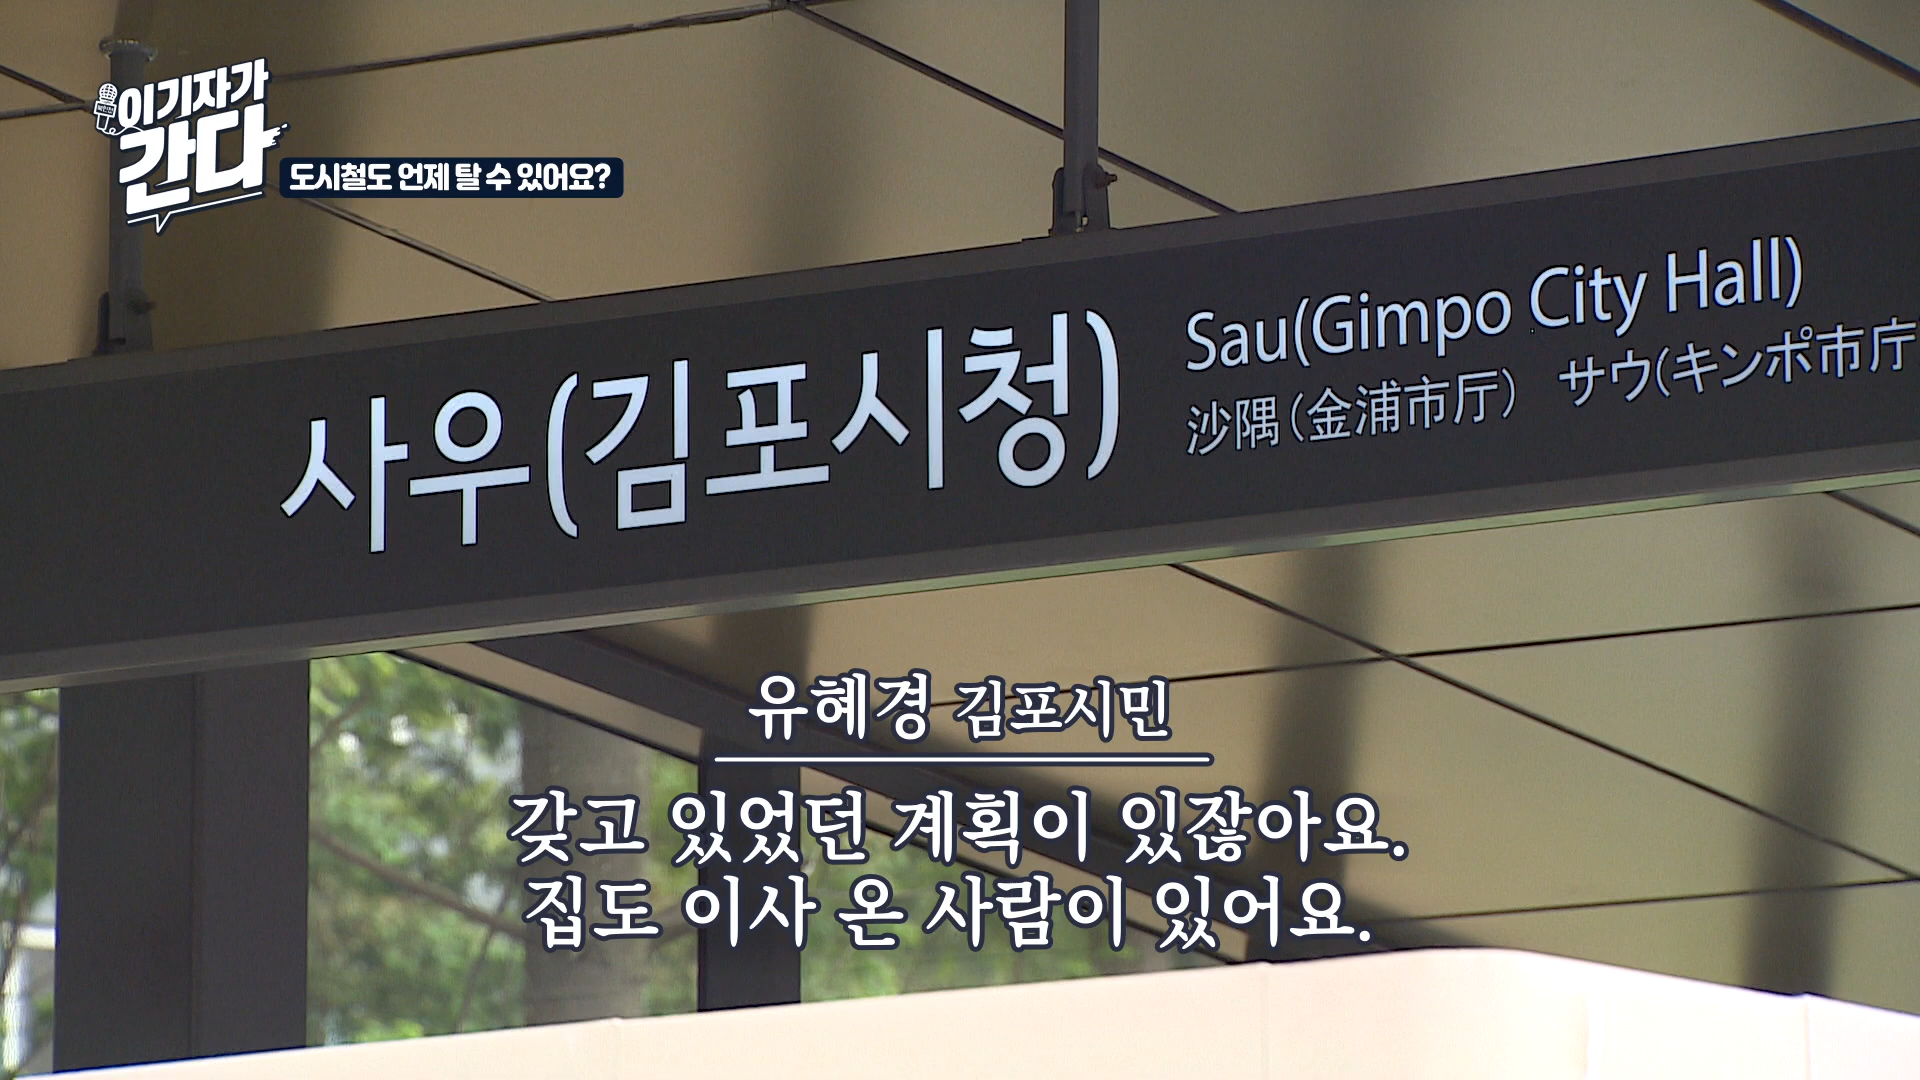 이기자가
간다
도시철도 언제 탈 수 있어요?
사우(김포시청)
Sau(Gimpo City Hall)
沙隅(金浦市厅) サウ(キンポ市庁
유혜경 김포시민
갖고 있었던 계획이 있잖아요.
집도 이사 온 사람이 있어요.